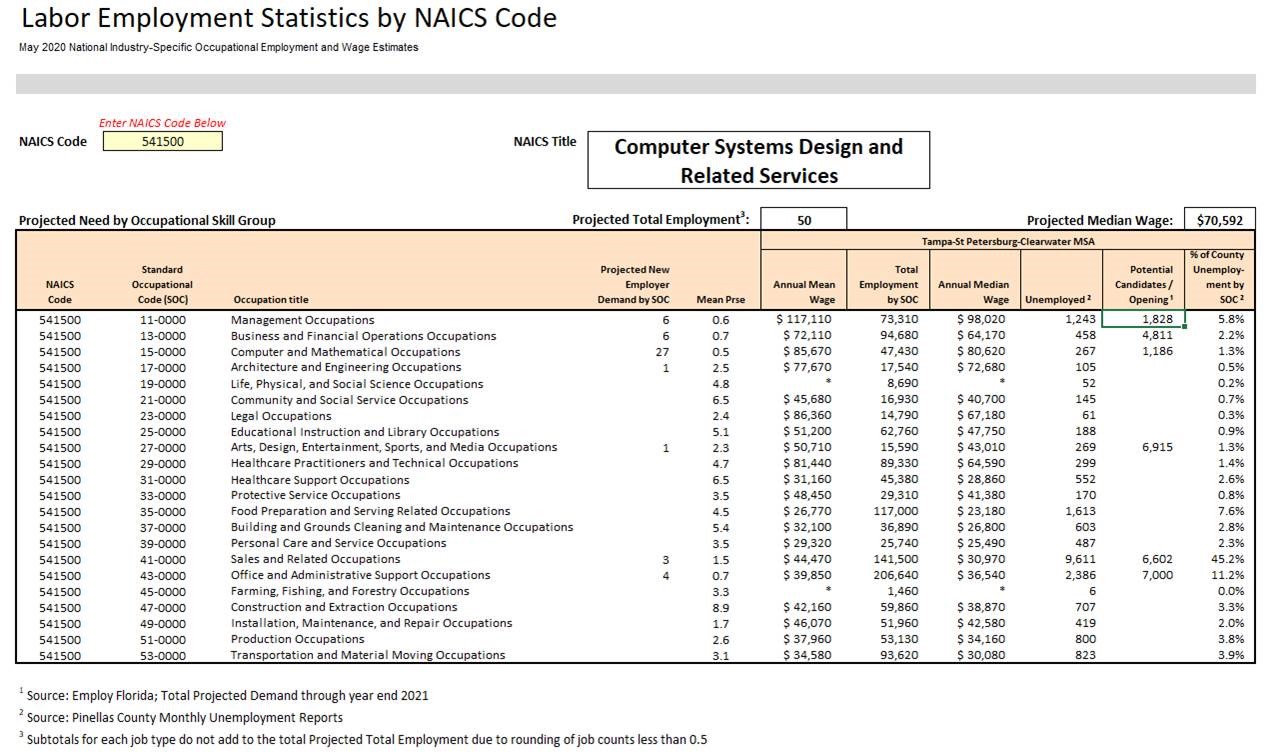 Labor Employment Statistics by NAICS Code
May 2020 National Industry-Specific Occupational Employment and Wage Estimates
Enter NAICS Code Below
NAICS Code 541500 NAICS Title Computer Systems Design and
Related Services
Projected Need by Occupational Skill Group Projected Total Employment3: 50 Projected Median Wage: $70,592
Tampa-St Petersburg-Clearwater MSA
% of County
Standard Projected New Total Potential Unemploy-
NAICS Occupational Employer Annual Mean Employment Annual Median Candidates / ment by
Code Code (SOC) Occupation title Demand by SOC Mean Prse Wage by SOC Wage Unemployed 2 Opening 1 SOC 2
541500 11-0000 Management Occupations 6 0.6 $ 117,110 73,310 $ 98,020 1,243 1,828 5.8%
541500 13-0000 Business and Financial Operations Occupations 6 0.7 $ 72,110 94,680 $ 64,170 458 4,811 2.2%
541500 15-0000 Computer and Mathematical Occupations 27 0.5 $ 85,670 47,430 $ 80,620 267 1,186 1.3%
541500 17-0000 Architecture and Engineering Occupations 1 2.5 $ 77,670 17,540 $ 72,680 105 0.5%
541500 19-0000 Life, Physical, and Social Science Occupations 4.8 * 8,690 * 52 0.2%
541500 21-0000 Community and Social Service Occupations 6.5 $ 45,680 16,930 $ 40,700 145 0.7%
541500 23-0000 Legal Occupations 2.4 $ 86,360 14,790 $ 67,180 61 0.3%
541500 25-0000 Educational Instruction and Library Occupations 5.1 $ 51,200 62,760 $ 47,750 188 0.9%
541500 27-0000 Arts, Design, Entertainment, Sports, and Media Occupations 1 2.3 $ 50,710 15,590 $ 43,010 269 6,915 1.3%
541500 29-0000 Healthcare Practitioners and Technical Occupations 4.7 $ 81,440 89,330 $ 64,590 299 1.4%
541500 31-0000 Healthcare Support Occupations 6.5 $ 31,160 45,380 $ 28,860 552 2.6%
541500 33-0000 Protective Service Occupations 3.5 $ 48,450 29,310 $ 41,380 170 0.8%
541500 35-0000 Food Preparation and Serving Related Occupations 4.5 $ 26,770 117,000 $ 23,180 1,613 7.6%
541500 37-0000 Building and Grounds Cleaning and Maintenance Occupations 5.4 $ 32,100 36,890 $ 26,800 603 2.8%
541500 39-0000 Personal Care and Service Occupations 3.5 $ 29,320 25,740 $ 25,490 487 2.3%
541500 41-0000 Sales and Related Occupations 3 1.5 $ 44,470 141,500 $ 30,970 9,611 6,602 45.2%
541500 43-0000 Office and Administrative Support Occupations 4 0.7 $ 39,850 206,640 $ 36,540 2,386 7,000 11.2%
541500 45-0000 Farming, Fishing, and Forestry Occupations 3.3 * 1,460 * 6 0.0%
541500 47-0000 Construction and Extraction Occupations 8.9 $ 42,160 59,860 $ 38,870 707 3.3%
541500 49-0000 Installation, Maintenance, and Repair Occupations 1.7 $ 46,070 51,960 $ 42,580 419 2.0%
541500 51-0000 Production Occupations 2.6 $ 37,960 53,130 $ 34,160 800 3.8%
541500 53-0000 Transportation and Material Moving Occupations 3.1 $ 34,580 93,620 $ 30,080 823 3.9%
1 Source: Employ Florida; Total Projected Demand through year end 2021
2 Source: Pinellas County Monthly Unemployment Reports
3 Subtotals for each job type do not add to the total Projected Total Employment due to rounding of job counts less than 0.5